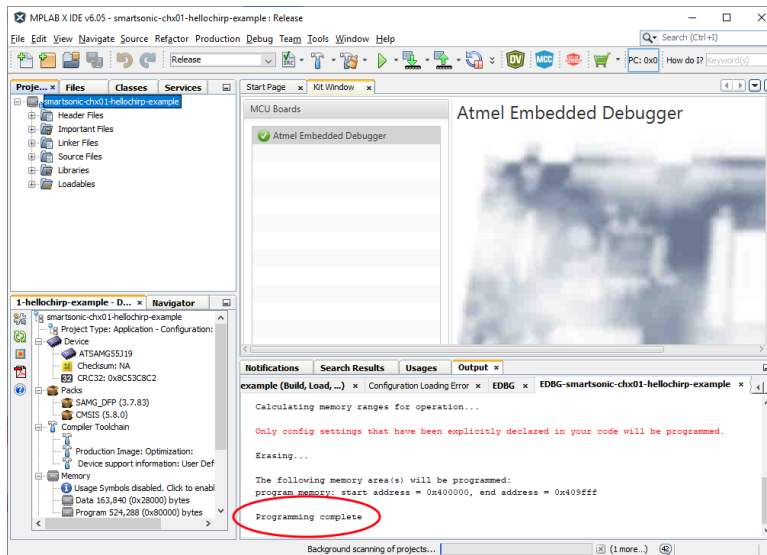 MPLAB X IDE v6.05 - smartsonic-chx01-hellochirp-example : Release
File Edit View Navigate Source Refactor Production Debug Team Tools Window Help
Search (Ctrl+I)
Release
DV
MCC
PC: 0x0
How do I?
Keyword(s)
Proje... × Files Classes Services
smartsonic-chx01-hellochirp-example
Header Files
Important Files
Linker Files
Source Files
Libraries
Loadables
Start Page × Kit Window ×
MCU Boards
Atmel Embedded Debugger
Atmel Embedded Debugger
1-hellochirp-example - D... × Navigator
smartsonic-chx01-hellochirp-example
Project Type: Application - Configuration:
Device
ATSAMG55J19
Checksum: NA
CRC32: 0x8C53C8C2
Packs
SAMG_DFP (3.7.83)
CMSIS (5.8.0)
Compiler Toolchain
Production Image: Optimization:
Device support information: User Def
Memory
Usage Symbols disabled. Click to enabl
Data 163,840 (0x28000) bytes
Program 524,288 (0x80000) bytes
Notifications Search Results Usages Output ×
example (Build, Load, ...) × Configuration Loading Error × EDBG × EDBG-smartsonic-chx01-hellochirp-example ×
Calculating memory ranges for operation...
Only config settings that have been explicitly declared in your code will be programmed.
Erasing...
The following memory area(s) will be programmed:
program memory: start address = 0x400000, end address = 0x409fff
Programming complete
Background scanning of projects...
(1 more...)
42